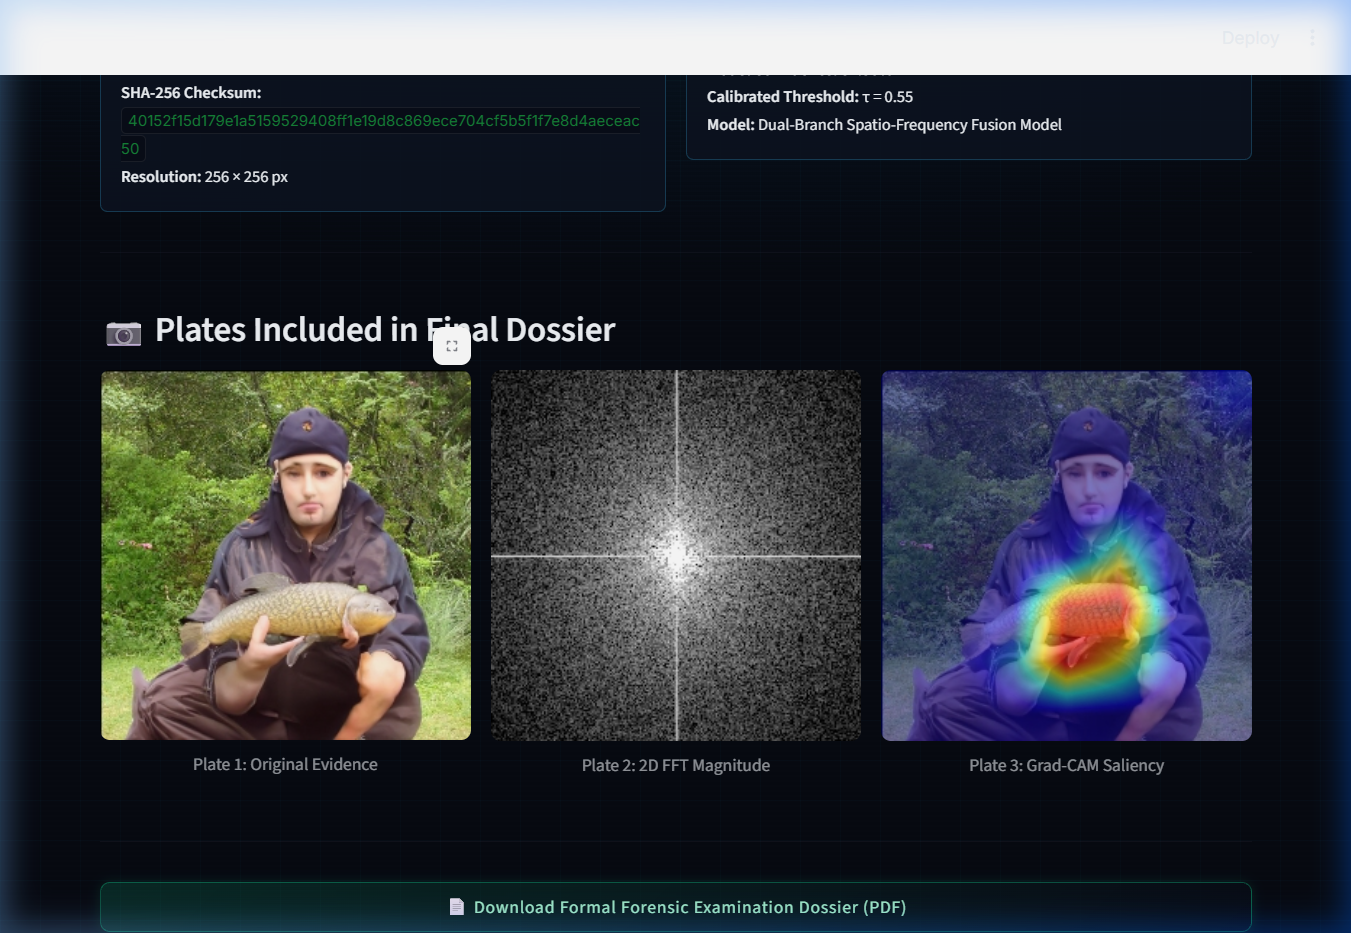 Deploy
SHA-256 Checksum:
40152f15d179e1a5159529408ff1e19d8c869ece704cf5b5f1f7e8d4aeceac
50
Resolution: 256 × 256 px
Calibrated Threshold: τ = 0.55
Model: Dual-Branch Spatio-Frequency Fusion Model
Plates Included in Final Dossier
Plate 1: Original Evidence
Plate 2: 2D FFT Magnitude
Plate 3: Grad-CAM Saliency
Download Formal Forensic Examination Dossier (PDF)